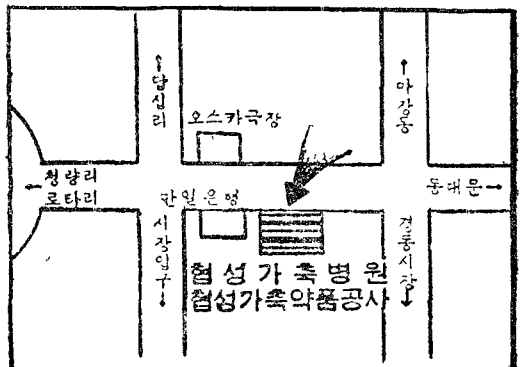 답십리
오스카극장
마장동
청량리
로타리
한일은행
동대문
시장입구
경동시장
협성가축병원
협성가축약품공사